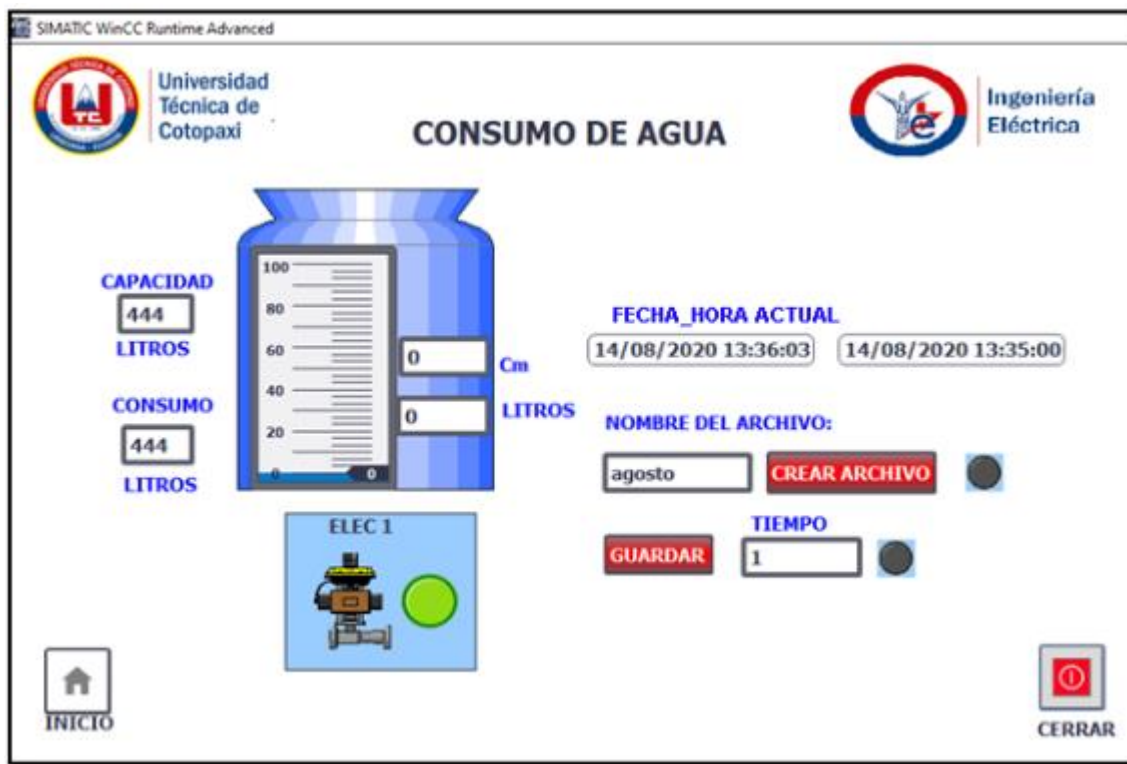 SIMATIC WinCC Runtime Advanced
Universidad
Técnica de
Cotopaxi
CONSUMO DE AGUA
Ingeniería
Eléctrica
CAPACIDAD
444
LITROS
CONSUMO
444
LITROS
100
80
60
40
20
0
0
0
Cm
0
LITROS
FECHA_HORA ACTUAL
14/08/2020 13:36:03
14/08/2020 13:35:00
NOMBRE DEL ARCHIVO:
agosto
CREAR ARCHIVO
TIEMPO
GUARDAR
1
ELEC 1
INICIO
CERRAR